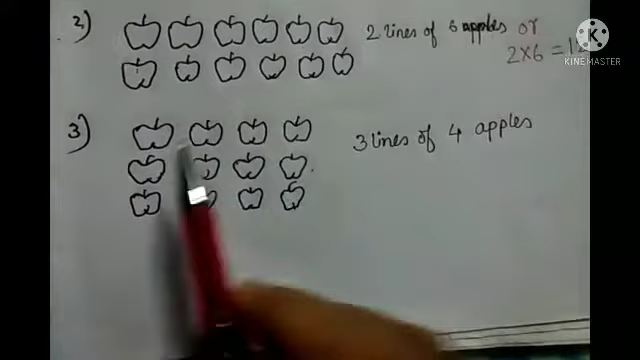 2) 2 lines of 6 apples or
2x6 = 12
KINEMASTER
3) 3 lines of 4 apples